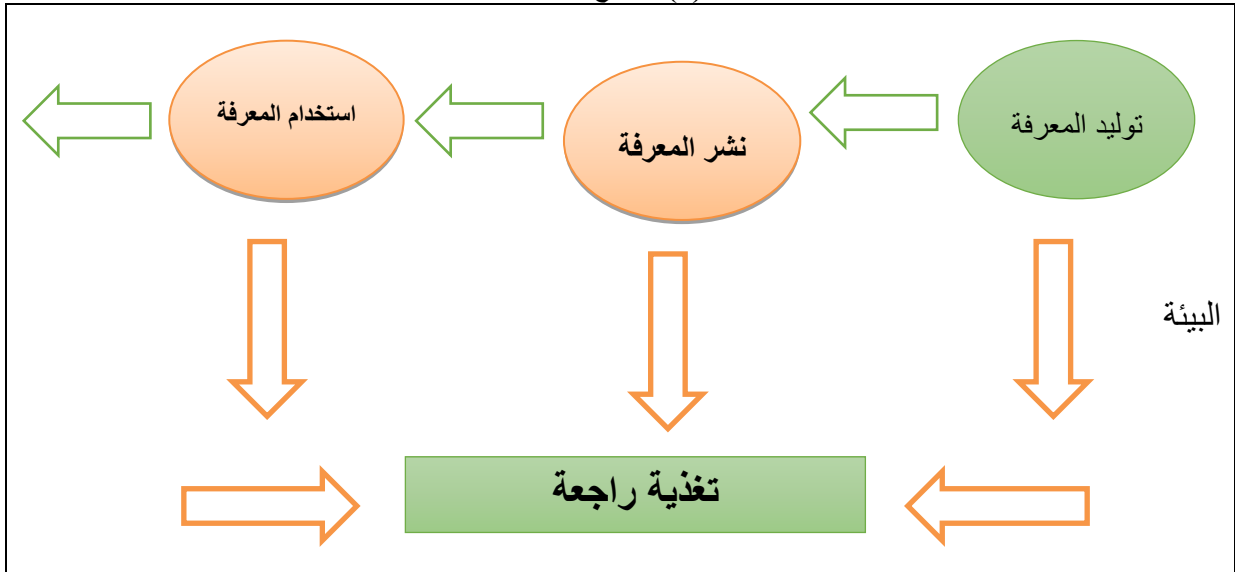 توليد المعرفة
نشر المعرفة
استخدام المعرفة
البيئة
تغذية راجعة